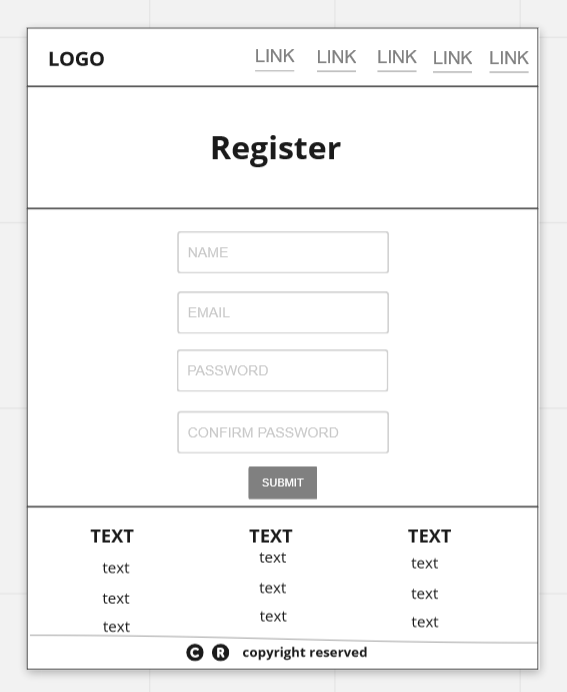 LOGO LINK LINK LINK LINK LINK
Register
NAME
EMAIL
PASSWORD
CONFIRM PASSWORD
SUBMIT
TEXT TEXT TEXT
text text text
text text text
text text text
C R copyright reserved